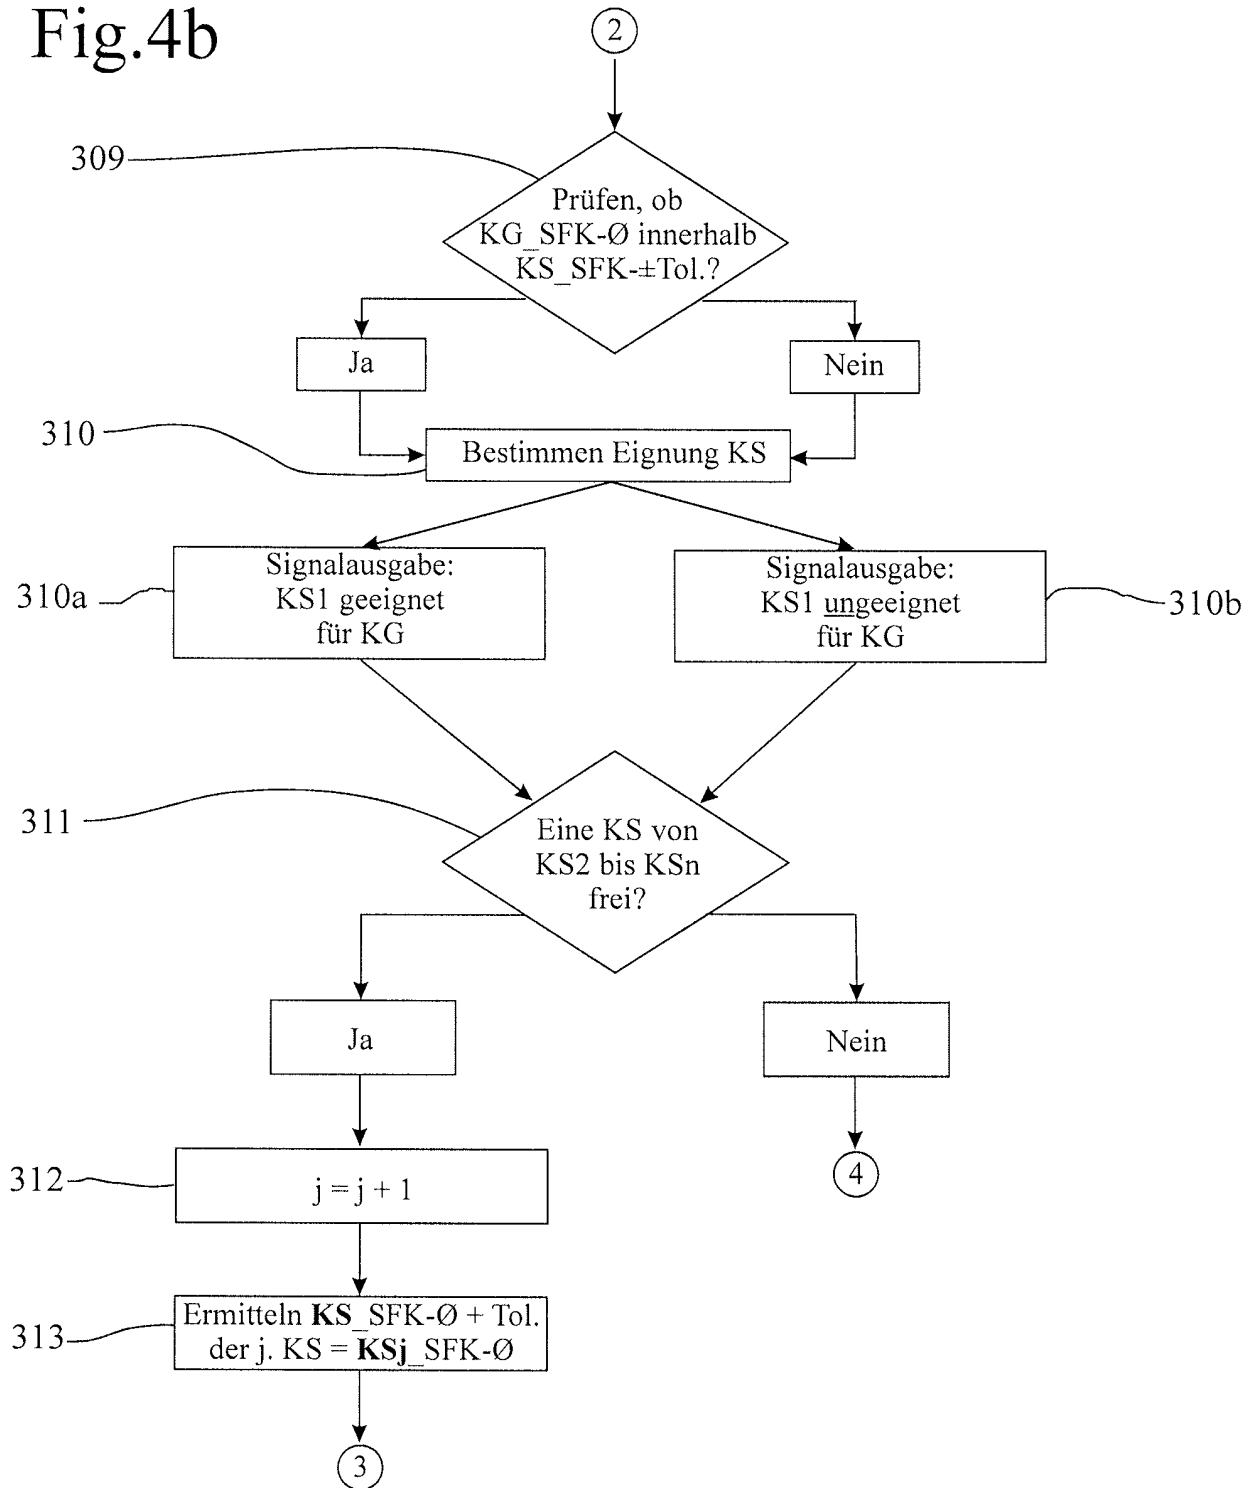 Fig.4b
2
309
Prüfen, ob
KG_SFK-Ø innerhalb
KS_SFK-±Tol.?
Ja
Nein
310
Bestimmen Eignung KS
310a
Signalausgabe:
KS1 geeignet
für KG
Signalausgabe:
KS1 ungeeignet
für KG
310b
311
Eine KS von
KS2 bis KSn
frei?
Ja
Nein
312
j = j + 1
4
313
Ermitteln KS_SFK-Ø + Tol.
der j. KS = KSj_SFK-Ø
3